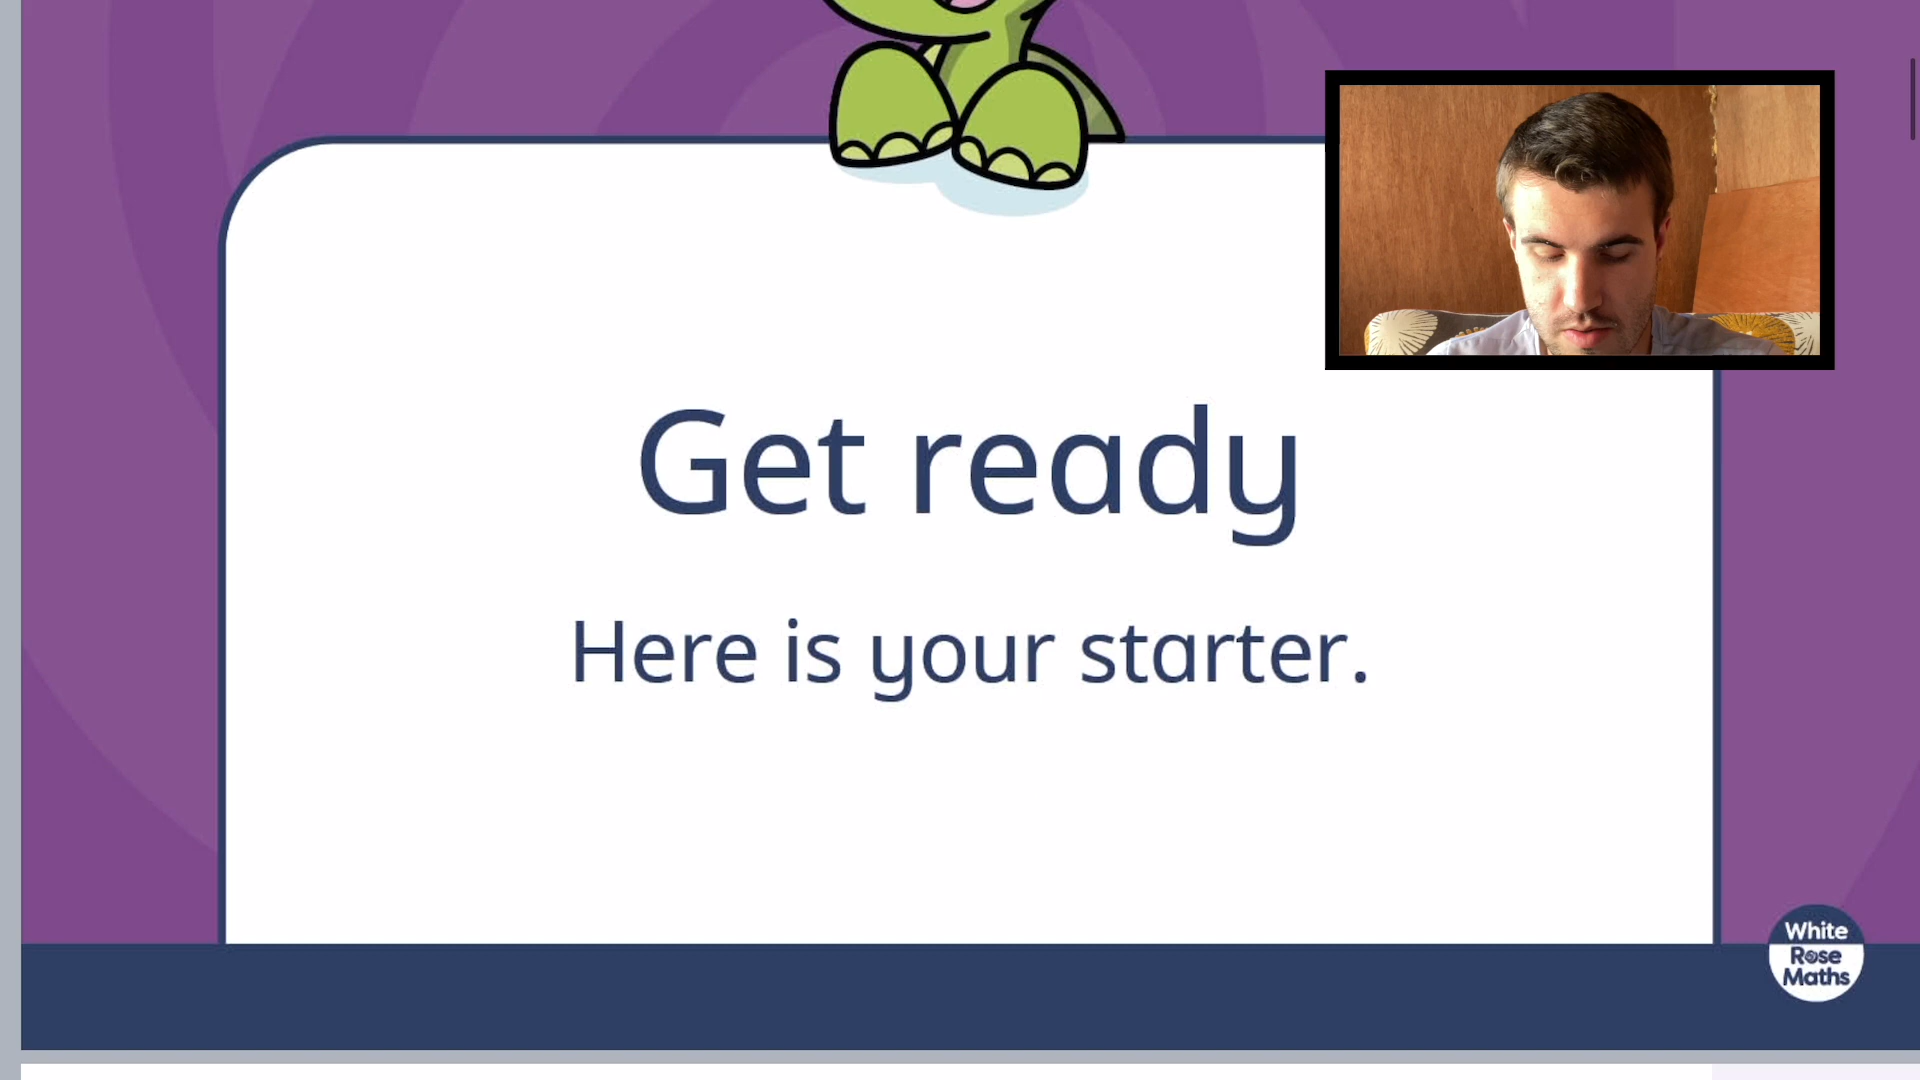 Get ready
Here is your starter.
White
Rose
Maths